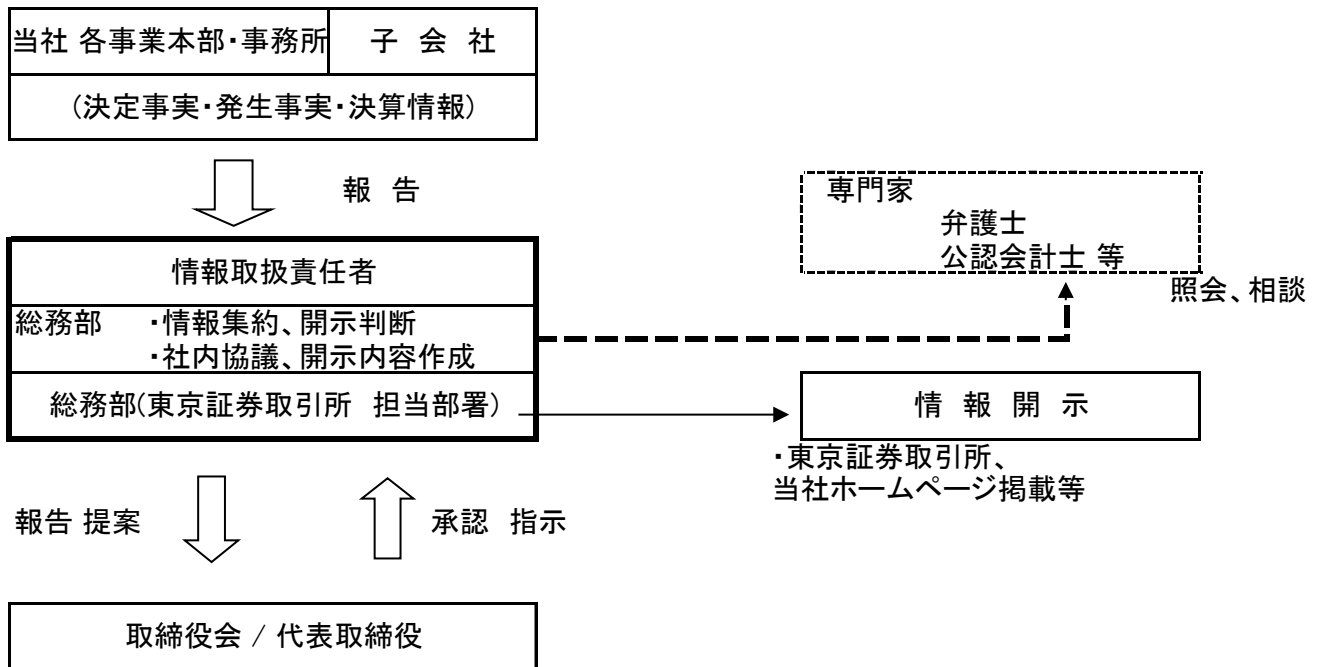 当社 各事業本部・事務所
子 会 社
(決定事実・発生事実・決算情報)
報 告
専門家
弁護士
公認会計士 等
照会、相談
情報取扱責任者
総務部 ・情報集約、開示判断
・社内協議、開示内容作成
総務部(東京証券取引所 担当部署)
情 報 開 示
・東京証券取引所、
当社ホームページ掲載等
報告 提案
承認 指示
取締役会 / 代表取締役